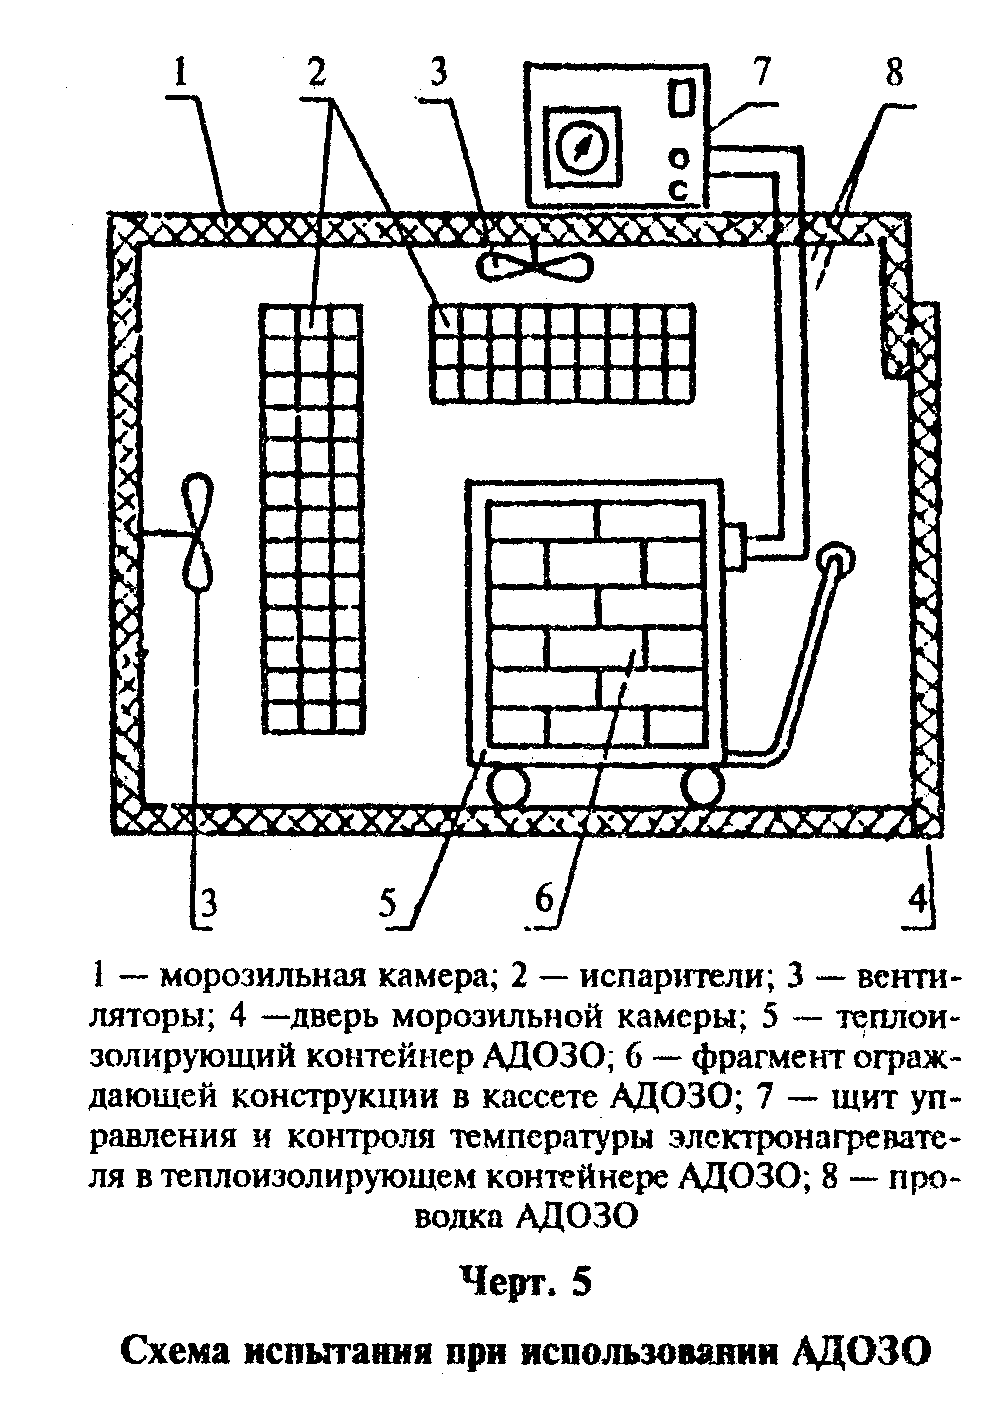 1 2 3 7 8
3 5 6 4
1 — морозильная камера; 2 — испарители; 3 — венти-
ляторы; 4 —дверь морозильной камеры; 5 — теплои-
золирующий контейнер АДОЗО; 6 — фрагмент ограж-
дающей конструкции в кассете АДОЗО; 7 — щит уп-
равления и контроля температуры электронагревате-
ля в теплоизолирующем контейнере АДОЗО; 8 — про-
водка АДОЗО
Черт. 5
Схема испытания при использовании АДОЗО